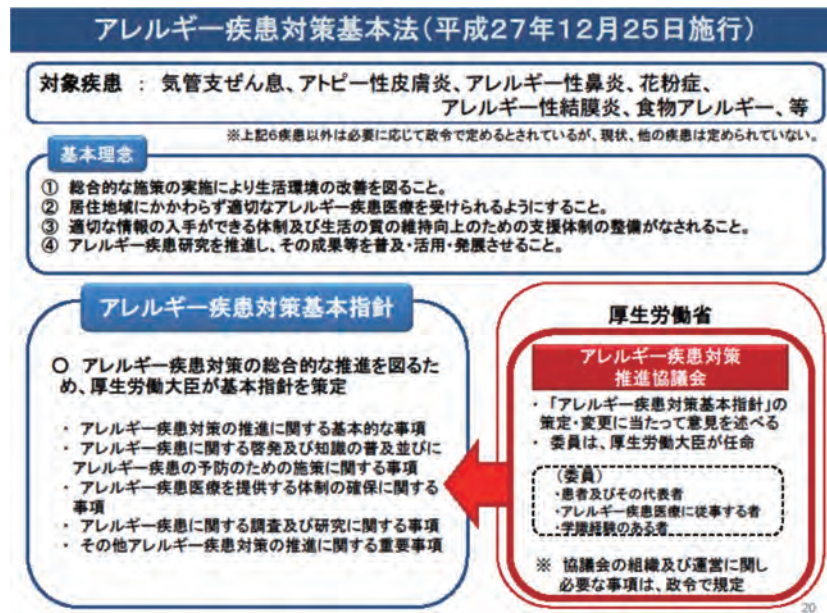 アレルギー疾患対策基本法(平成27年12月25日施行)
対象疾患 : 気管支ぜん息、アトピー性皮膚炎、アレルギー性鼻炎、花粉症、
アレルギー性結膜炎、食物アレルギー、等
※上記6疾患以外は必要に応じて政令で定めるとされているが、現状、他の疾患は定められていない。
基本理念
① 総合的な施策の実施により生活環境の改善を図ること。
② 居住地域にかかわらず適切なアレルギー疾患医療を受けられるようにすること。
③ 適切な情報の入手ができる体制及び生活の質の維持向上のための支援体制の整備がなされること。
④ アレルギー疾患研究を推進し、その成果等を普及・活用・発展させること。
アレルギー疾患対策基本指針
○ アレルギー疾患対策の総合的な推進を図るた
め、厚生労働大臣が基本指針を策定
・ アレルギー疾患対策の推進に関する基本的な事項
・ アレルギー疾患に関する啓発及び知識の普及並びに
アレルギー疾患の予防のための施策に関する事項
・ アレルギー疾患医療を提供する体制の確保に関する
事項
・ アレルギー疾患に関する調査及び研究に関する事項
・ その他アレルギー疾患対策の推進に関する重要事項
厚生労働省
アレルギー疾患対策
推進協議会
・ 「アレルギー疾患対策基本指針」の
策定・変更に当たって意見を述べる
・ 委員は、厚生労働大臣が任命
(委員)
・患者及びその代表者
・アレルギー疾患医療に従事する者
・学識経験のある者
※ 協議会の組織及び運営に関し
必要な事項は、政令で規定
20